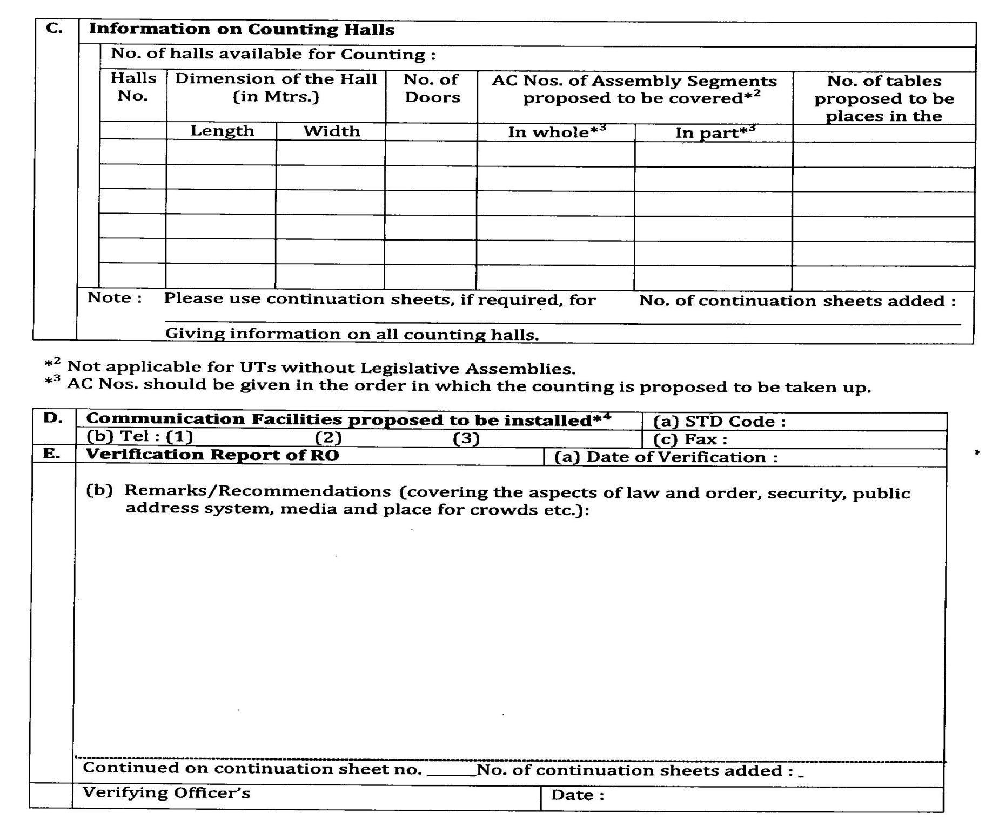 C. Information on Counting Halls
No. of halls available for Counting :
Halls No. Dimension of the Hall (in Mtrs.) No. of Doors AC Nos. of Assembly Segments proposed to be covered*2 No. of tables proposed to be places in the
Length Width In whole*3 In part*3
Note : Please use continuation sheets, if required, for No. of continuation sheets added :
Giving information on all counting halls.
*2 Not applicable for UTs without Legislative Assemblies.
*3 AC Nos. should be given in the order in which the counting is proposed to be taken up.
D. Communication Facilities proposed to be installed*4 (a) STD Code :
(b) Tel : (1) (2) (3) (c) Fax :
E. Verification Report of RO (a) Date of Verification :
(b) Remarks/Recommendations (covering the aspects of law and order, security, public
address system, media and place for crowds etc.):
Continued on continuation sheet no. ______No. of continuation sheets added : _
Verifying Officer's Date :